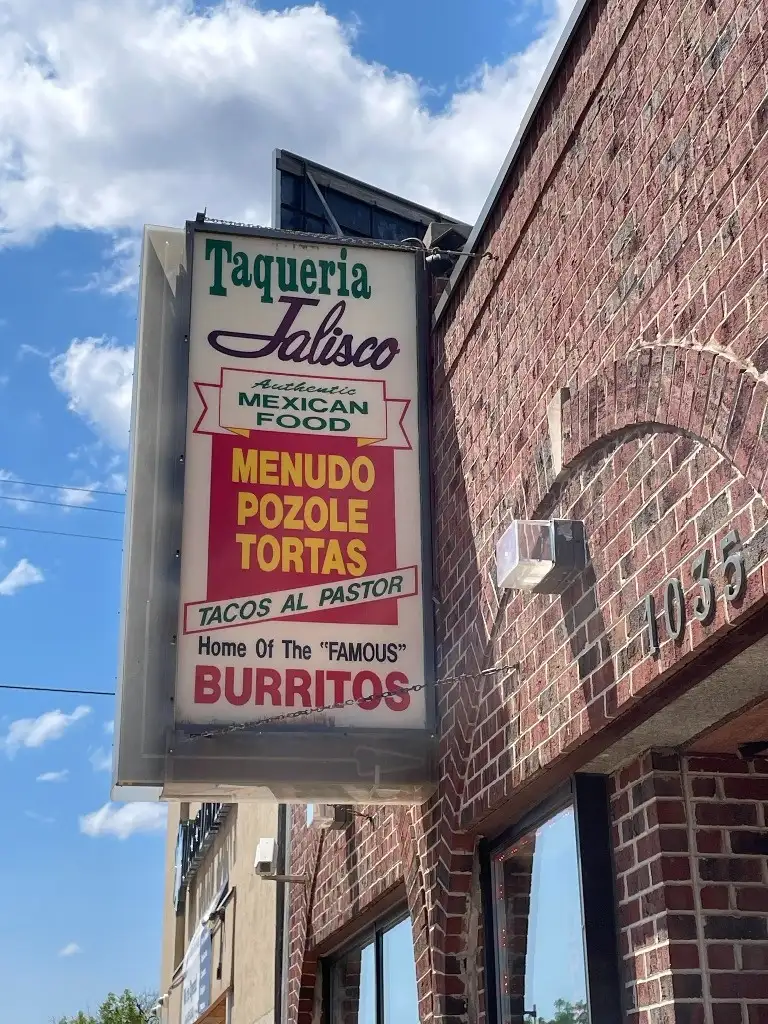 Taqueria
Jalisco
Authentic
MEXICAN
FOOD
MENUDO
POZOLE
TORTAS
TACOS AL PASTOR
Home Of The "FAMOUS"
BURRITOS
1035